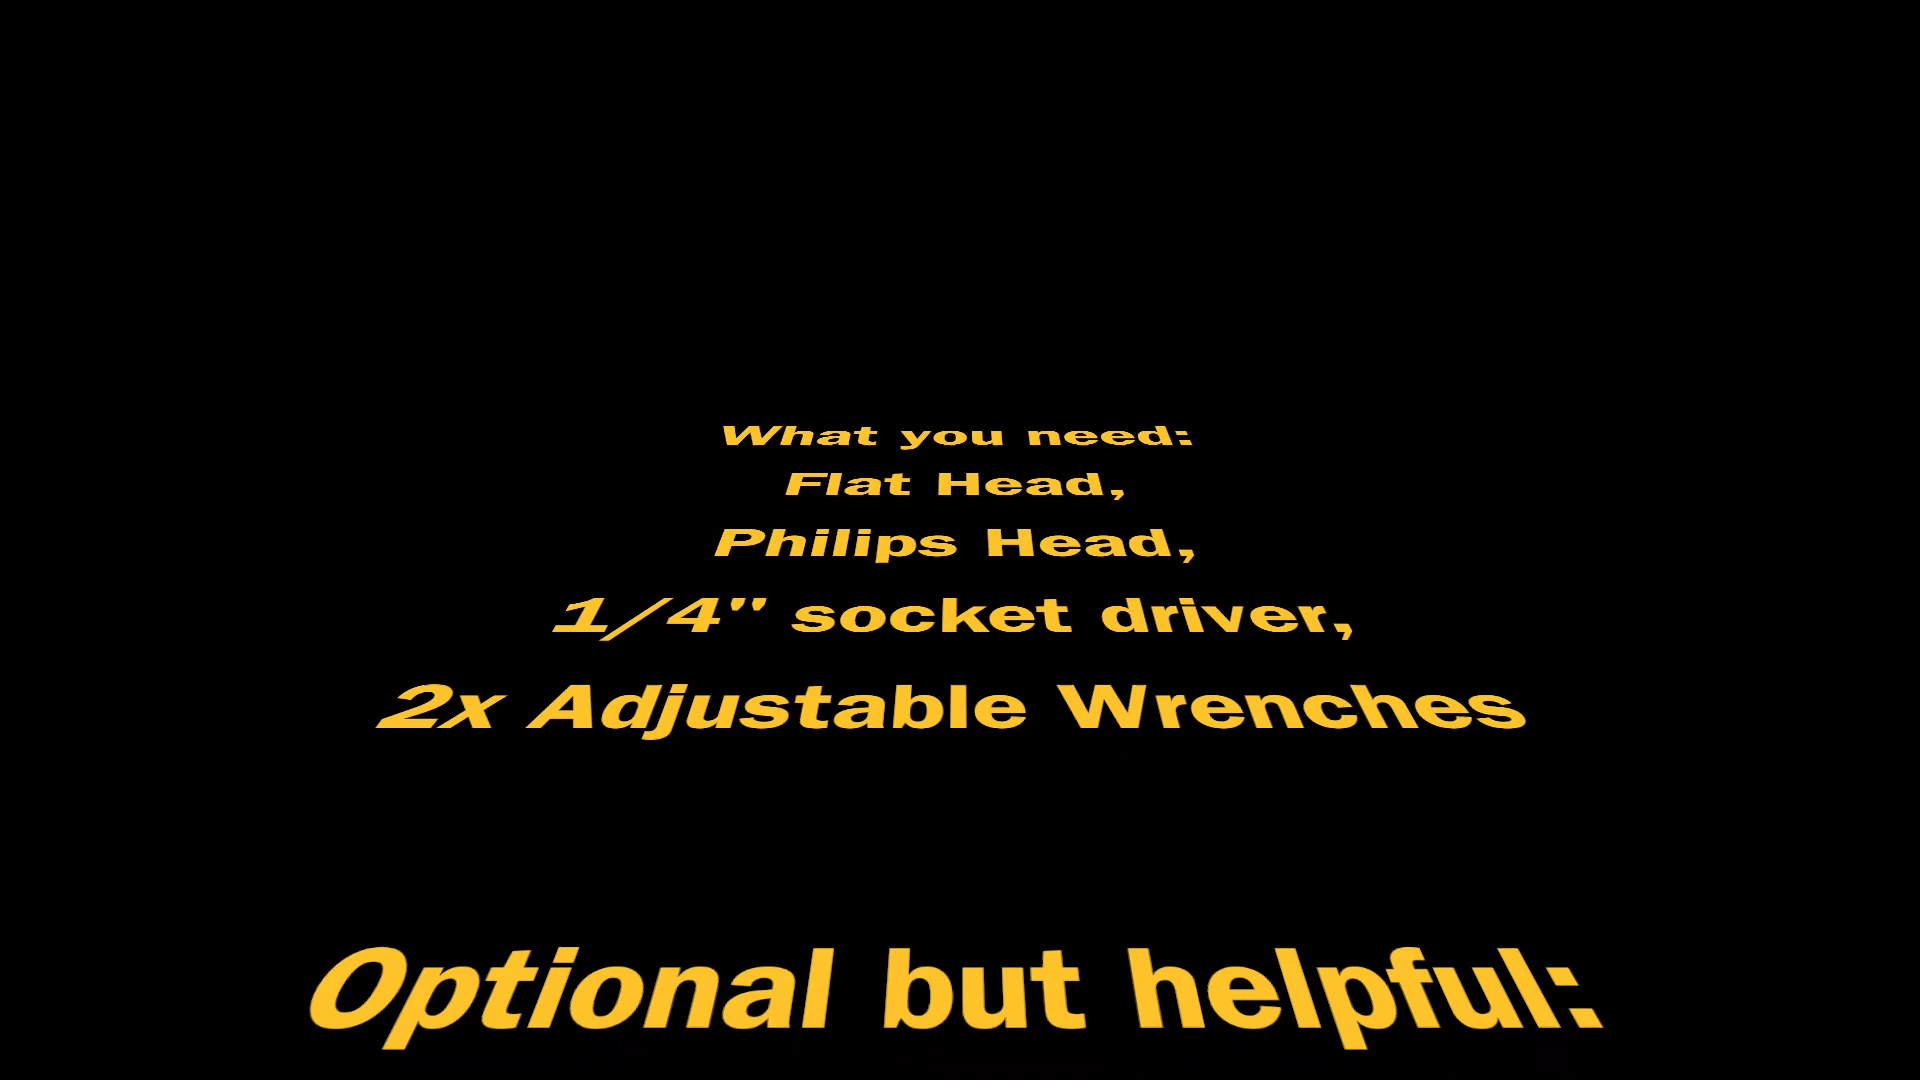 What you need:
Flat Head,
Philips Head,
1/4" socket driver,
2x Adjustable Wrenches
Optional but helpful: